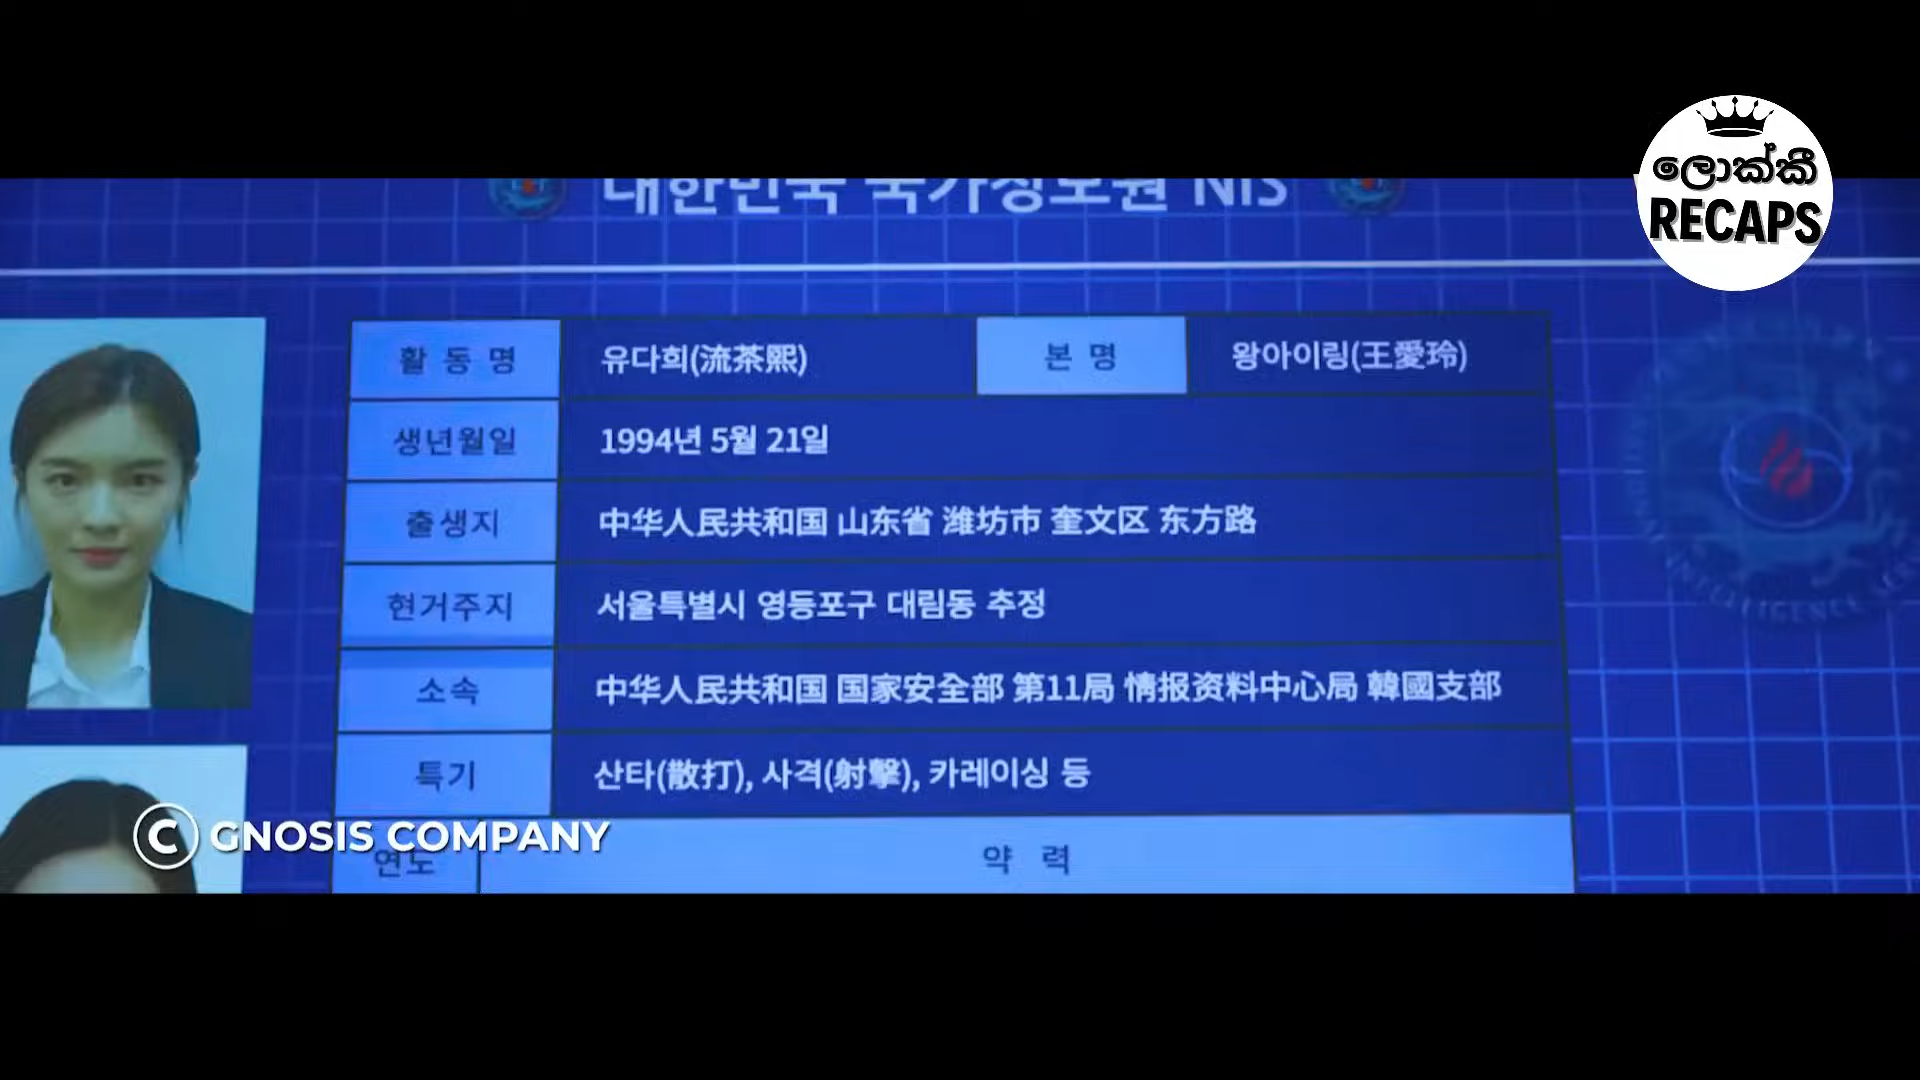 ලොක්කී
RECAPS
대한민국 국가정보원 NIS
활동명 유다희(流茶熙) 본명 왕아이링(王愛玲)
생년월일 1994년 5월 21일
출생지 中华人民共和国 山东省 潍坊市 奎文区 东方路
현거주지 서울특별시 영등포구 대림동 추정
소속 中华人民共和国 国家安全部 第11局 情报资料中心局 韓國支部
특기 산타(散打), 사격(射擊), 카레이싱 등
연도 약력
© GNOSIS COMPANY